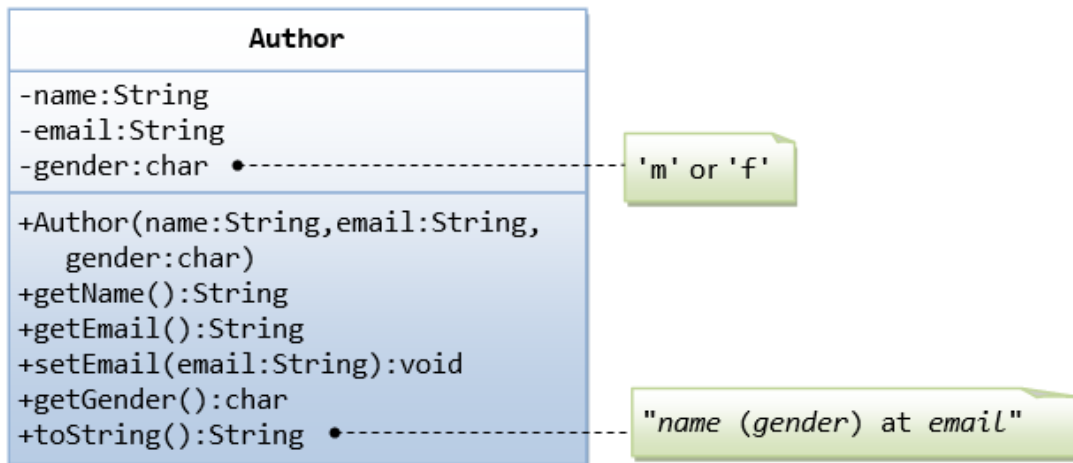 Author
-name:String
-email:String
-gender:char
'm' or 'f'
+Author(name:String,email:String,
gender:char)
+getName():String
+getEmail():String
+setEmail(email:String):void
+getGender():char
+toString():String
"name (gender) at email"